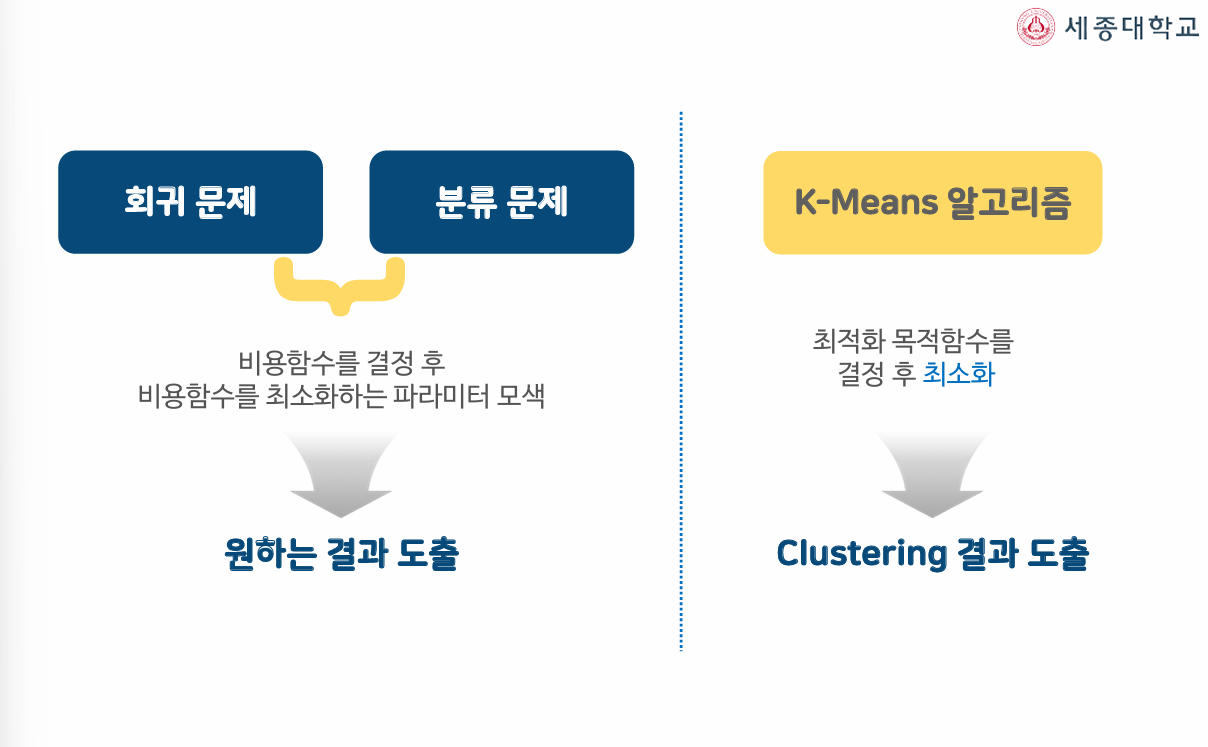 세종대학교
회귀 문제
분류 문제
비용함수를 결정 후
비용함수를 최소화하는 파라미터 모색
원하는 결과 도출
K-Means 알고리즘
최적화 목적함수를
결정 후 최소화
Clustering 결과 도출